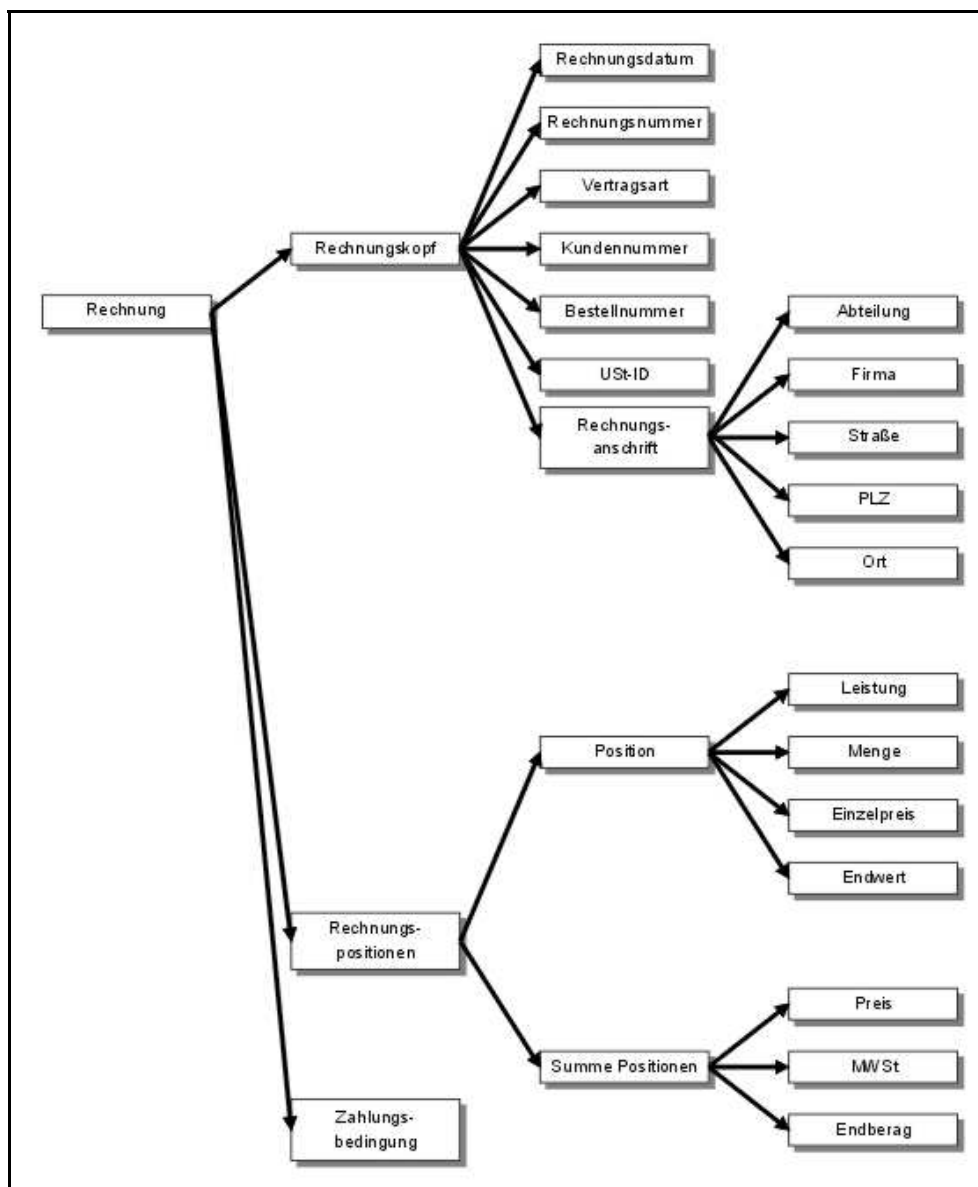 Rechnungsdatum
Rechnungsnummer
Vertragsart
Rechnungskopf
Kundennummer
Rechnung
Bestellnummer
Abteilung
USt-ID
Firma
Rechnungs-
anschrift
Straße
PLZ
Ort
Leistung
Position
Menge
Einzelpreis
Endwert
Rechnungs-
positionen
Preis
Summe Positionen
MWSt
Zahlungs-
bedingung
Endberag